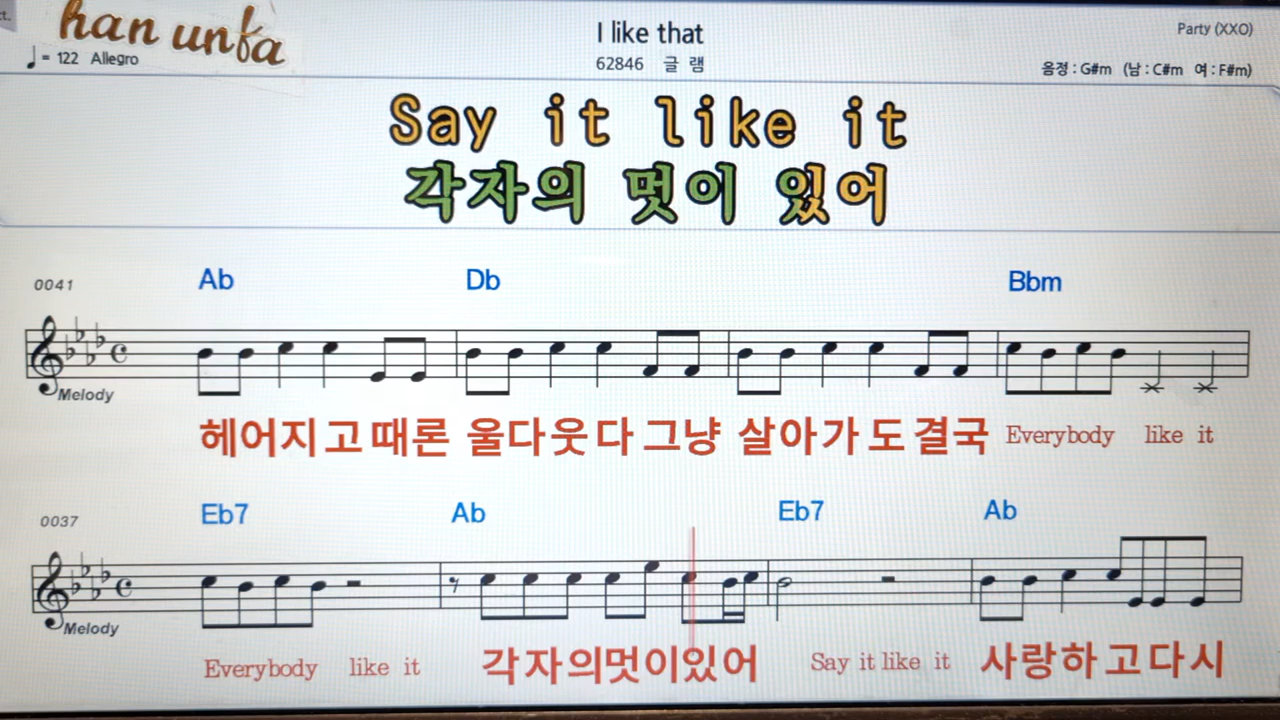 ct.
han unfa
I like that
Party (XXO)
♩ = 122 Allegro
62846 글 램
음정 : G#m (남 : C#m 여 : F#m)
Say it like it
각자의 멋이 있어
0041
Ab Db Bbm
Melody
헤어지고 때론 울다웃다 그냥 살아가 도 결국 Everybody like it
0037
Eb7 Ab Eb7 Ab
Melody
Everybody like it 각자의멋이있어 Say it like it 사랑하고다시